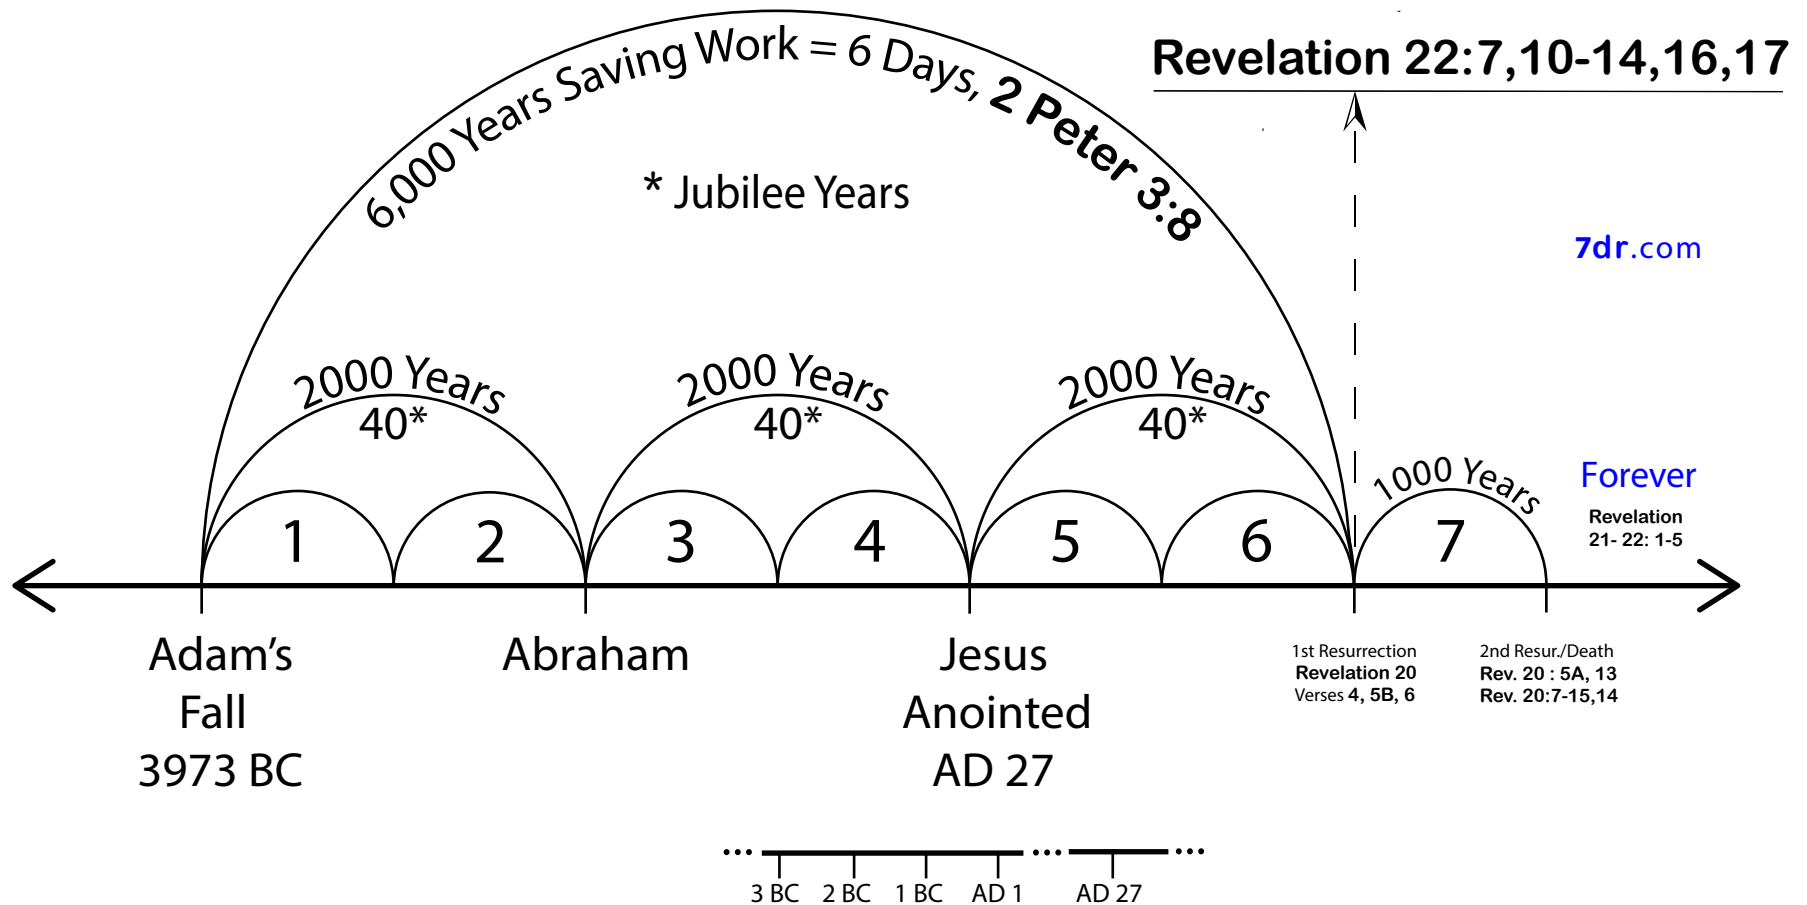 6,000 Years Saving Work = 6 Days, 2 Peter 3:8
Revelation 22:7,10-14,16,17
* Jubilee Years
7dr.com
2000 Years
40*
2000 Years
40*
2000 Years
40*
1000 Years
Forever
Revelation
21- 22: 1-5
1
2
3
4
5
6
7
Adam's
Fall
3973 BC
Abraham
Jesus
Anointed
AD 27
1st Resurrection
Revelation 20
Verses 4, 5B, 6
2nd Resur./Death
Rev. 20 : 5A, 13
Rev. 20:7-15,14
... ... ...
3 BC 2 BC 1 BC AD 1 AD 27